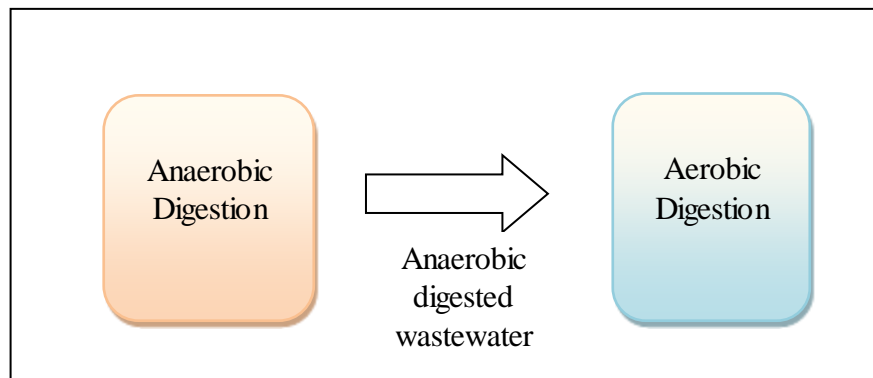 Anaerobic
Digestion
Anaerobic
digested
wastewater
Aerobic
Digestion